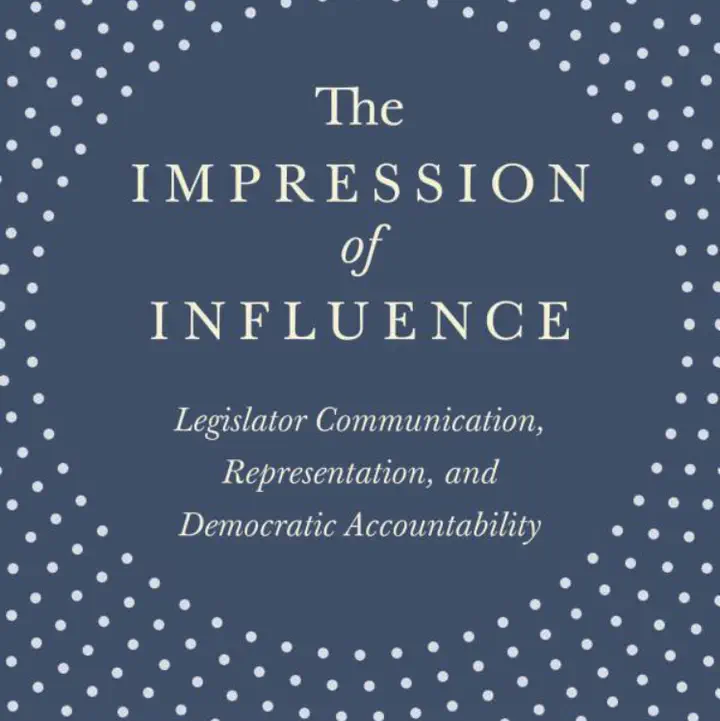 The
IMPRESSION
of
INFLUENCE
Legislator Communication,
Representation, and
Democratic Accountability